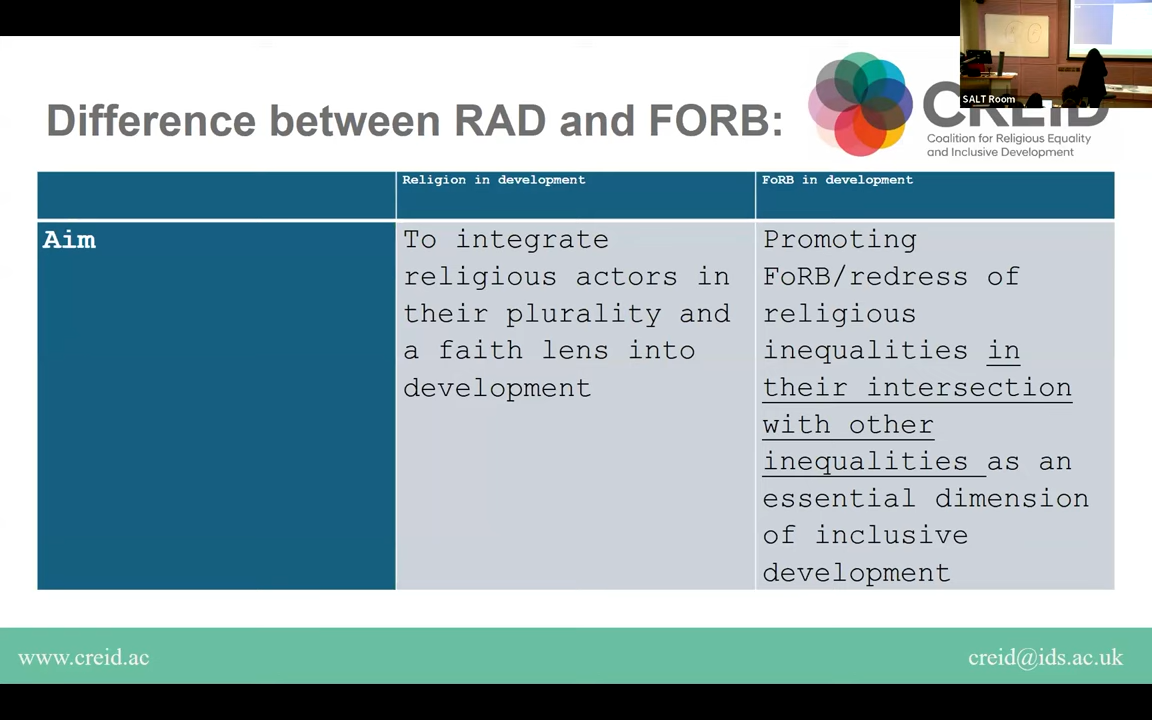 SALT Room
Difference between RAD and FORB:
CREID
Coalition for Religious Equality
and Inclusive Development
Religion in development
FoRB in development
Aim
To integrate
religious actors in
their plurality and
a faith lens into
development
Promoting
FoRB/redress of
religious
inequalities in
their intersection
with other
inequalities as an
essential dimension
of inclusive
development
www.creid.ac
creid@ids.ac.uk